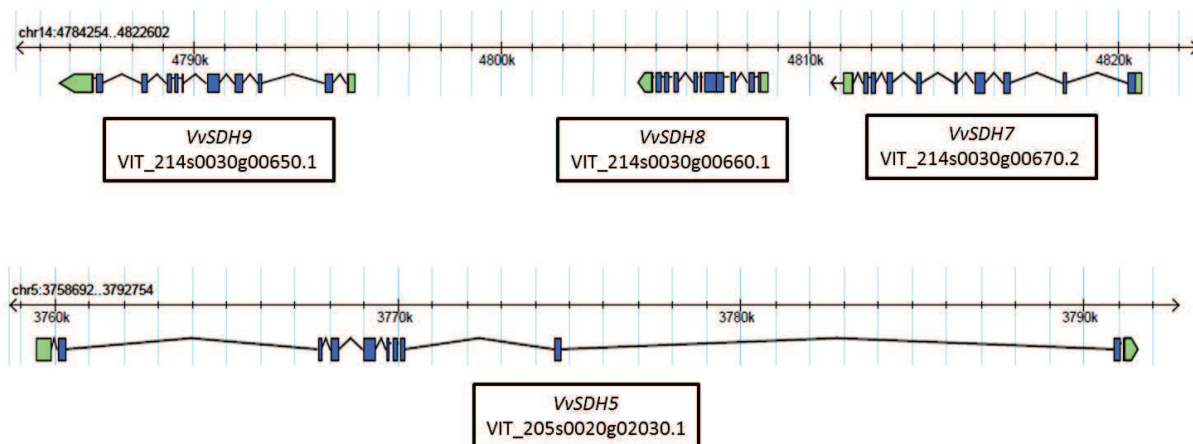 chr14:4784254..4822602
4790k 4800k 4810k 4820k
VvSDH9
VIT_214s0030g00650.1
VvSDH8
VIT_214s0030g00660.1
VvSDH7
VIT_214s0030g00670.2
chr5:3758692..3792754
3760k 3770k 3780k 3790k
VvSDH5
VIT_205s0020g02030.1